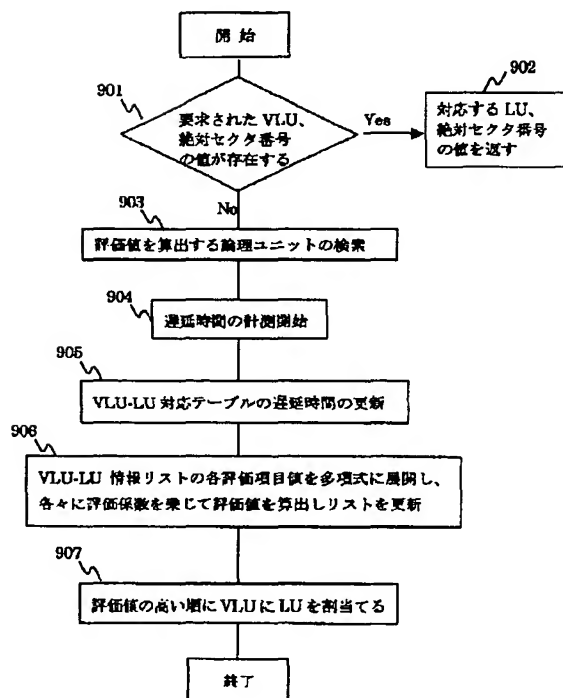 開 始
901
要求された VLU、
絶対セクタ番号
の値が存在する
Yes
902
対応する LU、
絶対セクタ番号
の値を返す
No
903
評価値を算出する論理ユニットの検索
904
遅延時間の計測開始
905
VLU-LU 対応テーブルの遅延時間の更新
906
VLU-LU 情報リストの各評価項目値を多項式に展開し、
各々に評価係数を乗じて評価値を算出しリストを更新
907
評価値の高い順に VLU に LU を割当てる
終了